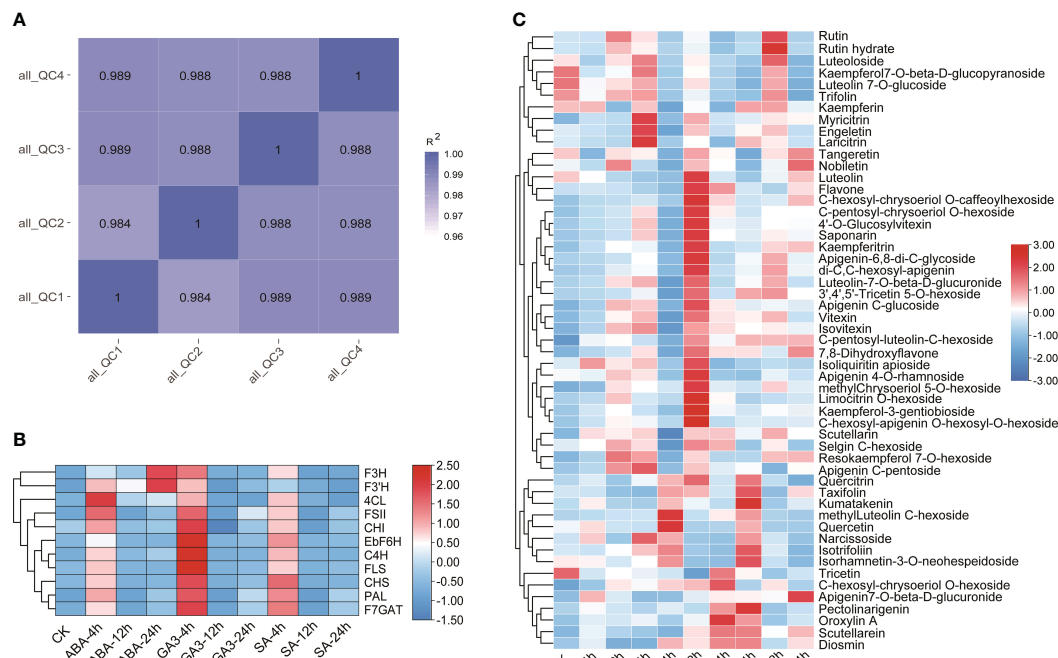 A
all_QC4
all_QC3
all_QC2
all_QC1
0.989 0.988 0.988 1
0.989 0.988 1 0.988
0.984 1 0.988 0.988
1 0.984 0.989 0.989
all_QC1 all_QC2 all_QC3 all_QC4
R2
1.00
0.99
0.98
0.97
0.96
B
F3H
F3'H
4CL
FSII
CHI
EbF6H
C4H
FLS
CHS
PAL
F7GAT
2.50
2.00
1.50
1.00
0.50
0.00
-0.50
-1.00
-1.50
CK
ABA-4h
ABA-12h
ABA-24h
GA3-4h
GA3-12h
GA3-24h
SA-4h
SA-12h
SA-24h
C
Rutin
Rutin hydrate
Luteoloside
Kaempferol7-O-beta-D-glucopyranoside
Luteolin 7-O-glucoside
Trifolin
Kaempferin
Myricitrin
Engeletin
Laricitrin
Tangeretin
Nobiletin
Luteolin
Flavone
C-hexosyl-chrysoeriol O-caffeoylhexoside
C-pentosyl-chrysoeriol O-hexoside
4'-O-Glucosylvitexin
Saponarin
Kaempferitrin
Apigenin-6,8-di-C-glycoside
di-C,C-hexosyl-apigenin
Luteolin-7-O-beta-D-glucuronide
3',4',5'-Tricetin 5-O-hexoside
Apigenin C-glucoside
Vitexin
Isovitexin
C-pentosyl-luteolin-C-hexoside
7,8-Dihydroxyflavone
Isoliquiritin apioside
Apigenin 4-O-rhamnoside
methylChrysoeriol 5-O-hexoside
Limocitrin O-hexoside
Kaempferol-3-gentiobioside
C-hexosyl-apigenin O-hexosyl-O-hexoside
Scutellarin
Selgin C-hexoside
Resokaempferol 7-O-hexoside
Apigenin C-pentoside
Quercitrin
Taxifolin
Kumatakenin
methylLuteolin C-hexoside
Quercetin
Narcissoside
Isotrifoliin
Isorhamnetin-3-O-neohespeidoside
Tricetin
C-hexosyl-chrysoeriol O-hexoside
Apigenin7-O-beta-D-glucuronide
Pectolinarigenin
Oroxylin A
Scutellarein
Diosmin
3.00
2.00
1.00
0.00
-1.00
-2.00
-3.00